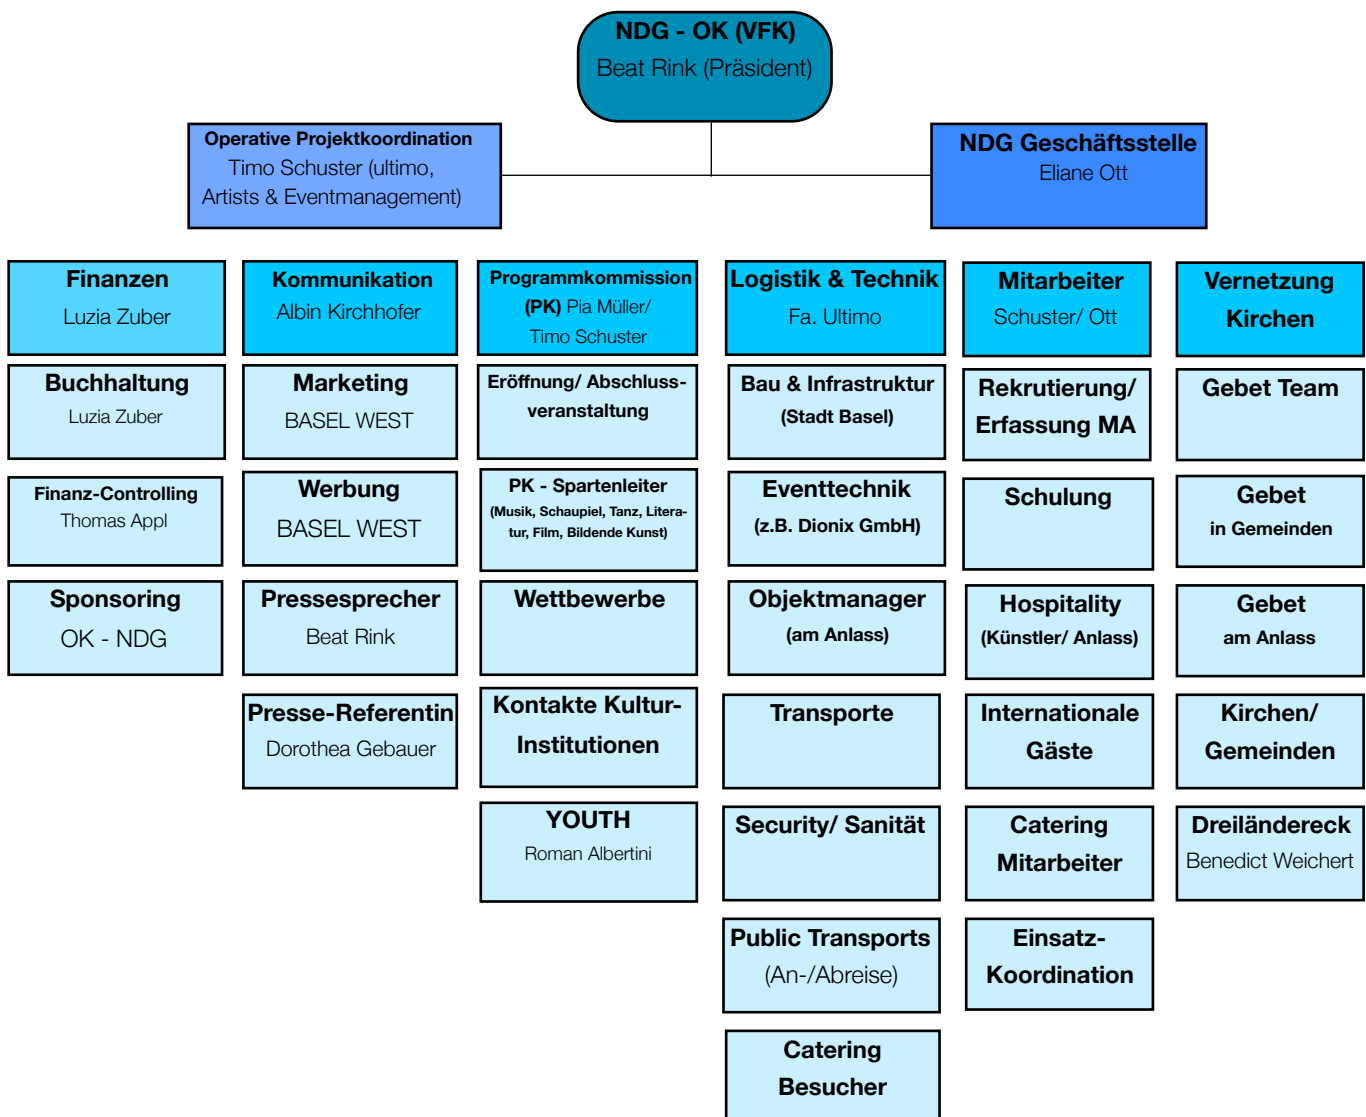 NDG - OK (VFK)
Beat Rink (Präsident)
Operative Projektkoordination
Timo Schuster (ultimo,
Artists & Eventmanagement)
NDG Geschäftsstelle
Eliane Ott
Finanzen
Luzia Zuber
Buchhaltung
Luzia Zuber
Finanz-Controlling
Thomas Appl
Sponsoring
OK - NDG
Kommunikation
Albin Kirchhofer
Marketing
BASEL WEST
Werbung
BASEL WEST
Pressesprecher
Beat Rink
Presse-Referentin
Dorothea Gebauer
Programmkommission
(PK) Pia Müller/
Timo Schuster
Eröffnung/ Abschluss-
veranstaltung
PK - Spartenleiter
(Musik, Schaupiel, Tanz, Litera-
tur, Film, Bildende Kunst)
Wettbewerbe
Kontakte Kultur-
Institutionen
YOUTH
Roman Albertini
Logistik & Technik
Fa. Ultimo
Bau & Infrastruktur
(Stadt Basel)
Eventtechnik
(z.B. Dionix GmbH)
Objektmanager
(am Anlass)
Transporte
Security/ Sanität
Public Transports
(An-/Abreise)
Catering
Besucher
Mitarbeiter
Schuster/ Ott
Rekrutierung/
Erfassung MA
Schulung
Hospitality
(Künstler/ Anlass)
Internationale
Gäste
Catering
Mitarbeiter
Einsatz-
Koordination
Vernetzung
Kirchen
Gebet Team
Gebet
in Gemeinden
Gebet
am Anlass
Kirchen/
Gemeinden
Dreiländereck
Benedict Weichert